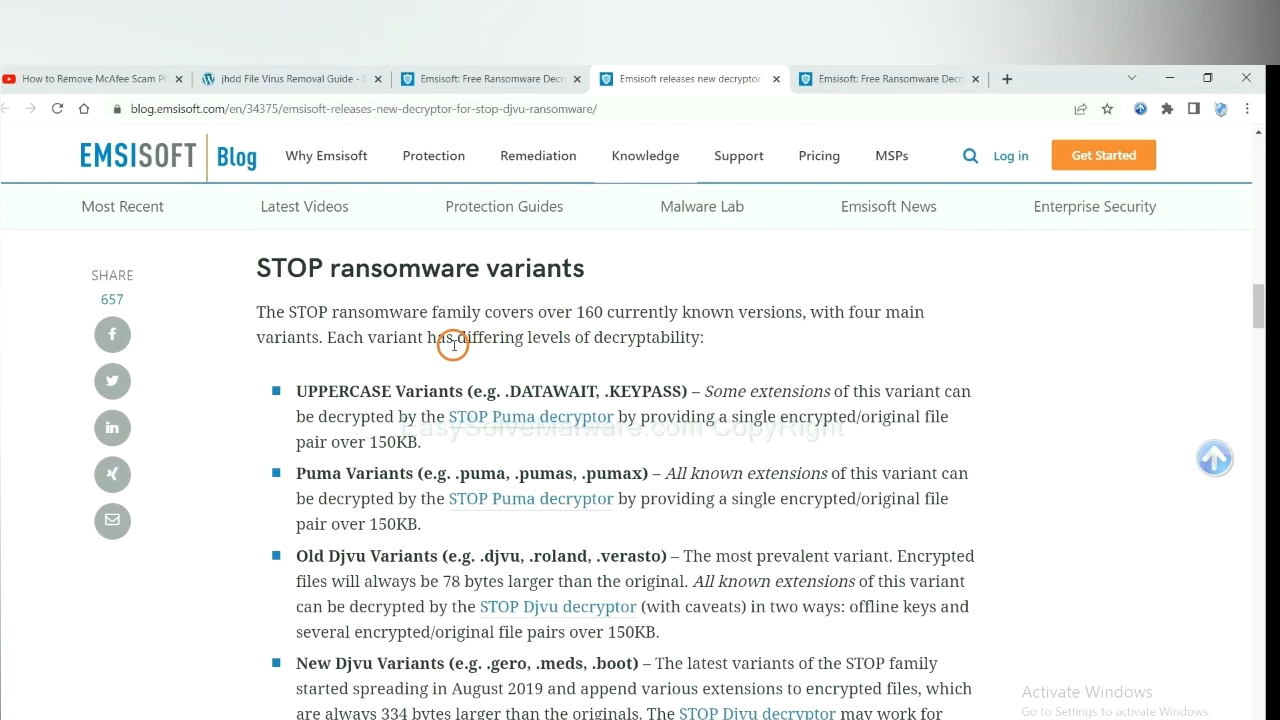 How to Remove McAfee Scam P
jhdd File Virus Removal Guide -
Emsisoft: Free Ransomware Decr
Emsisoft releases new decryptor
Emsisoft: Free Ransomware Decr
blog.emsisoft.com/en/34375/emsisoft-releases-new-decryptor-for-stop-djvu-ransomware/
EMSISOFT Blog
Why Emsisoft
Protection
Remediation
Knowledge
Support
Pricing
MSPs
Log in
Get Started
Most Recent
Latest Videos
Protection Guides
Malware Lab
Emsisoft News
Enterprise Security
SHARE
657
STOP ransomware variants
The STOP ransomware family covers over 160 currently known versions, with four main
variants. Each variant has differing levels of decryptability:
UPPERCASE Variants (e.g. .DATAWAIT, .KEYPASS) – Some extensions of this variant can
be decrypted by the STOP Puma decryptor by providing a single encrypted/original file
pair over 150KB.
EasySolveMalware.com CopyRight
Puma Variants (e.g. .puma, .pumas, .pumax) – All known extensions of this variant can
be decrypted by the STOP Puma decryptor by providing a single encrypted/original file
pair over 150KB.
Old Djvu Variants (e.g. .djvu, .roland, .verasto) – The most prevalent variant. Encrypted
files will always be 78 bytes larger than the original. All known extensions of this variant
can be decrypted by the STOP Djvu decryptor (with caveats) in two ways: offline keys and
several encrypted/original file pairs over 150KB.
New Djvu Variants (e.g. .gero, .meds, .boot) – The latest variants of the STOP family
started spreading in August 2019 and append various extensions to encrypted files, which
are always 334 bytes larger than the originals. The STOP Djvu decryptor may work for
Activate Windows
Go to Settings to activate Windows.